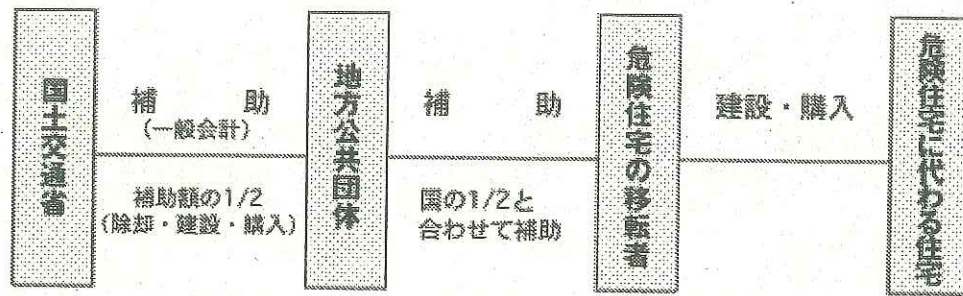 国土交通省
補助
（一般会計）
補助額の1/2
（除却・建設・購入）
地方公共団体
補助
国の1/2と
合わせて補助
危険住宅の移転者
建設・購入
危険住宅に代わる住宅